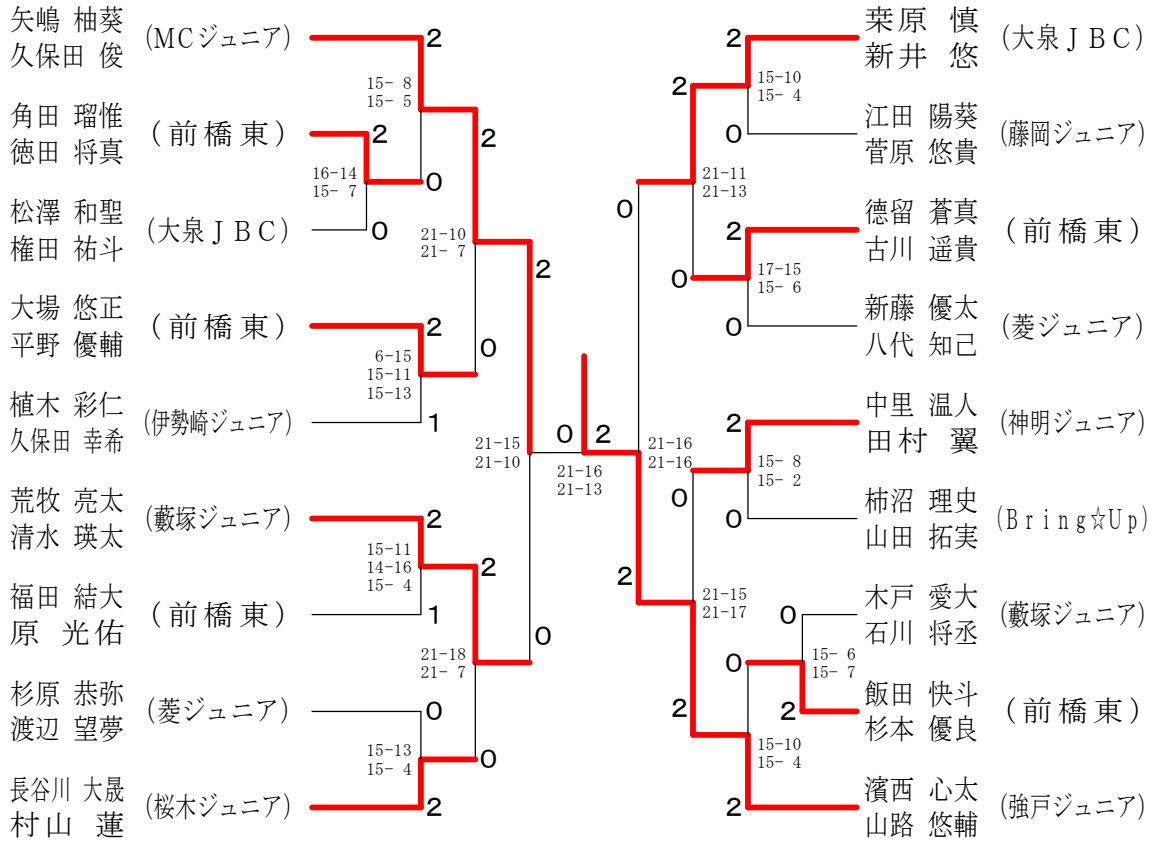 矢嶋 柚葵
久保田 俊
(MCジュニア)
2
15- 8
15- 5
角田 瑠惟
徳田 将真
(前橋東)
2
2
16-14
15- 7
0
松澤 和聖
権田 祐斗
(大泉JBC)
0
21-10
21- 7
2
大場 悠正
平野 優輔
(前橋東)
2
0
6-15
15-11
15-13
植木 彩仁
久保田 幸希
(伊勢崎ジュニア)
1
21-15
21-10
荒牧 亮太
清水 瑛太
(藪塚ジュニア)
2
15-11
14-16
15- 4
2
福田 結大
原 光佑
(前橋東)
1
0
21-18
21- 7
杉原 恭弥
渡辺 望夢
(菱ジュニア)
0
15-13
15- 4
0
長谷川 大晟
村山 蓮
(桜木ジュニア)
2
0
2
21-16
21-13
2
栞原 慎
新井 悠
(大泉JBC)
2
15-10
15- 4
0
江田 陽葵
菅原 悠貴
(藤岡ジュニア)
21-11
21-13
0
2
徳留 蒼真
古川 遥貴
(前橋東)
0
17-15
15- 6
0
新藤 優太
八代 知己
(菱ジュニア)
21-16
21-16
2
中里 温人
田村 翼
(神明ジュニア)
15- 8
15- 2
0
0
柿沼 理史
山田 拓実
(Bring☆Up)
2
21-15
21-17
0
木戸 愛大
石川 将丞
(藪塚ジュニア)
0
15- 6
15- 7
2
2
飯田 快斗
杉本 優良
(前橋東)
15-10
15- 4
2
濱西 心太
山路 悠輔
(強戸ジュニア)